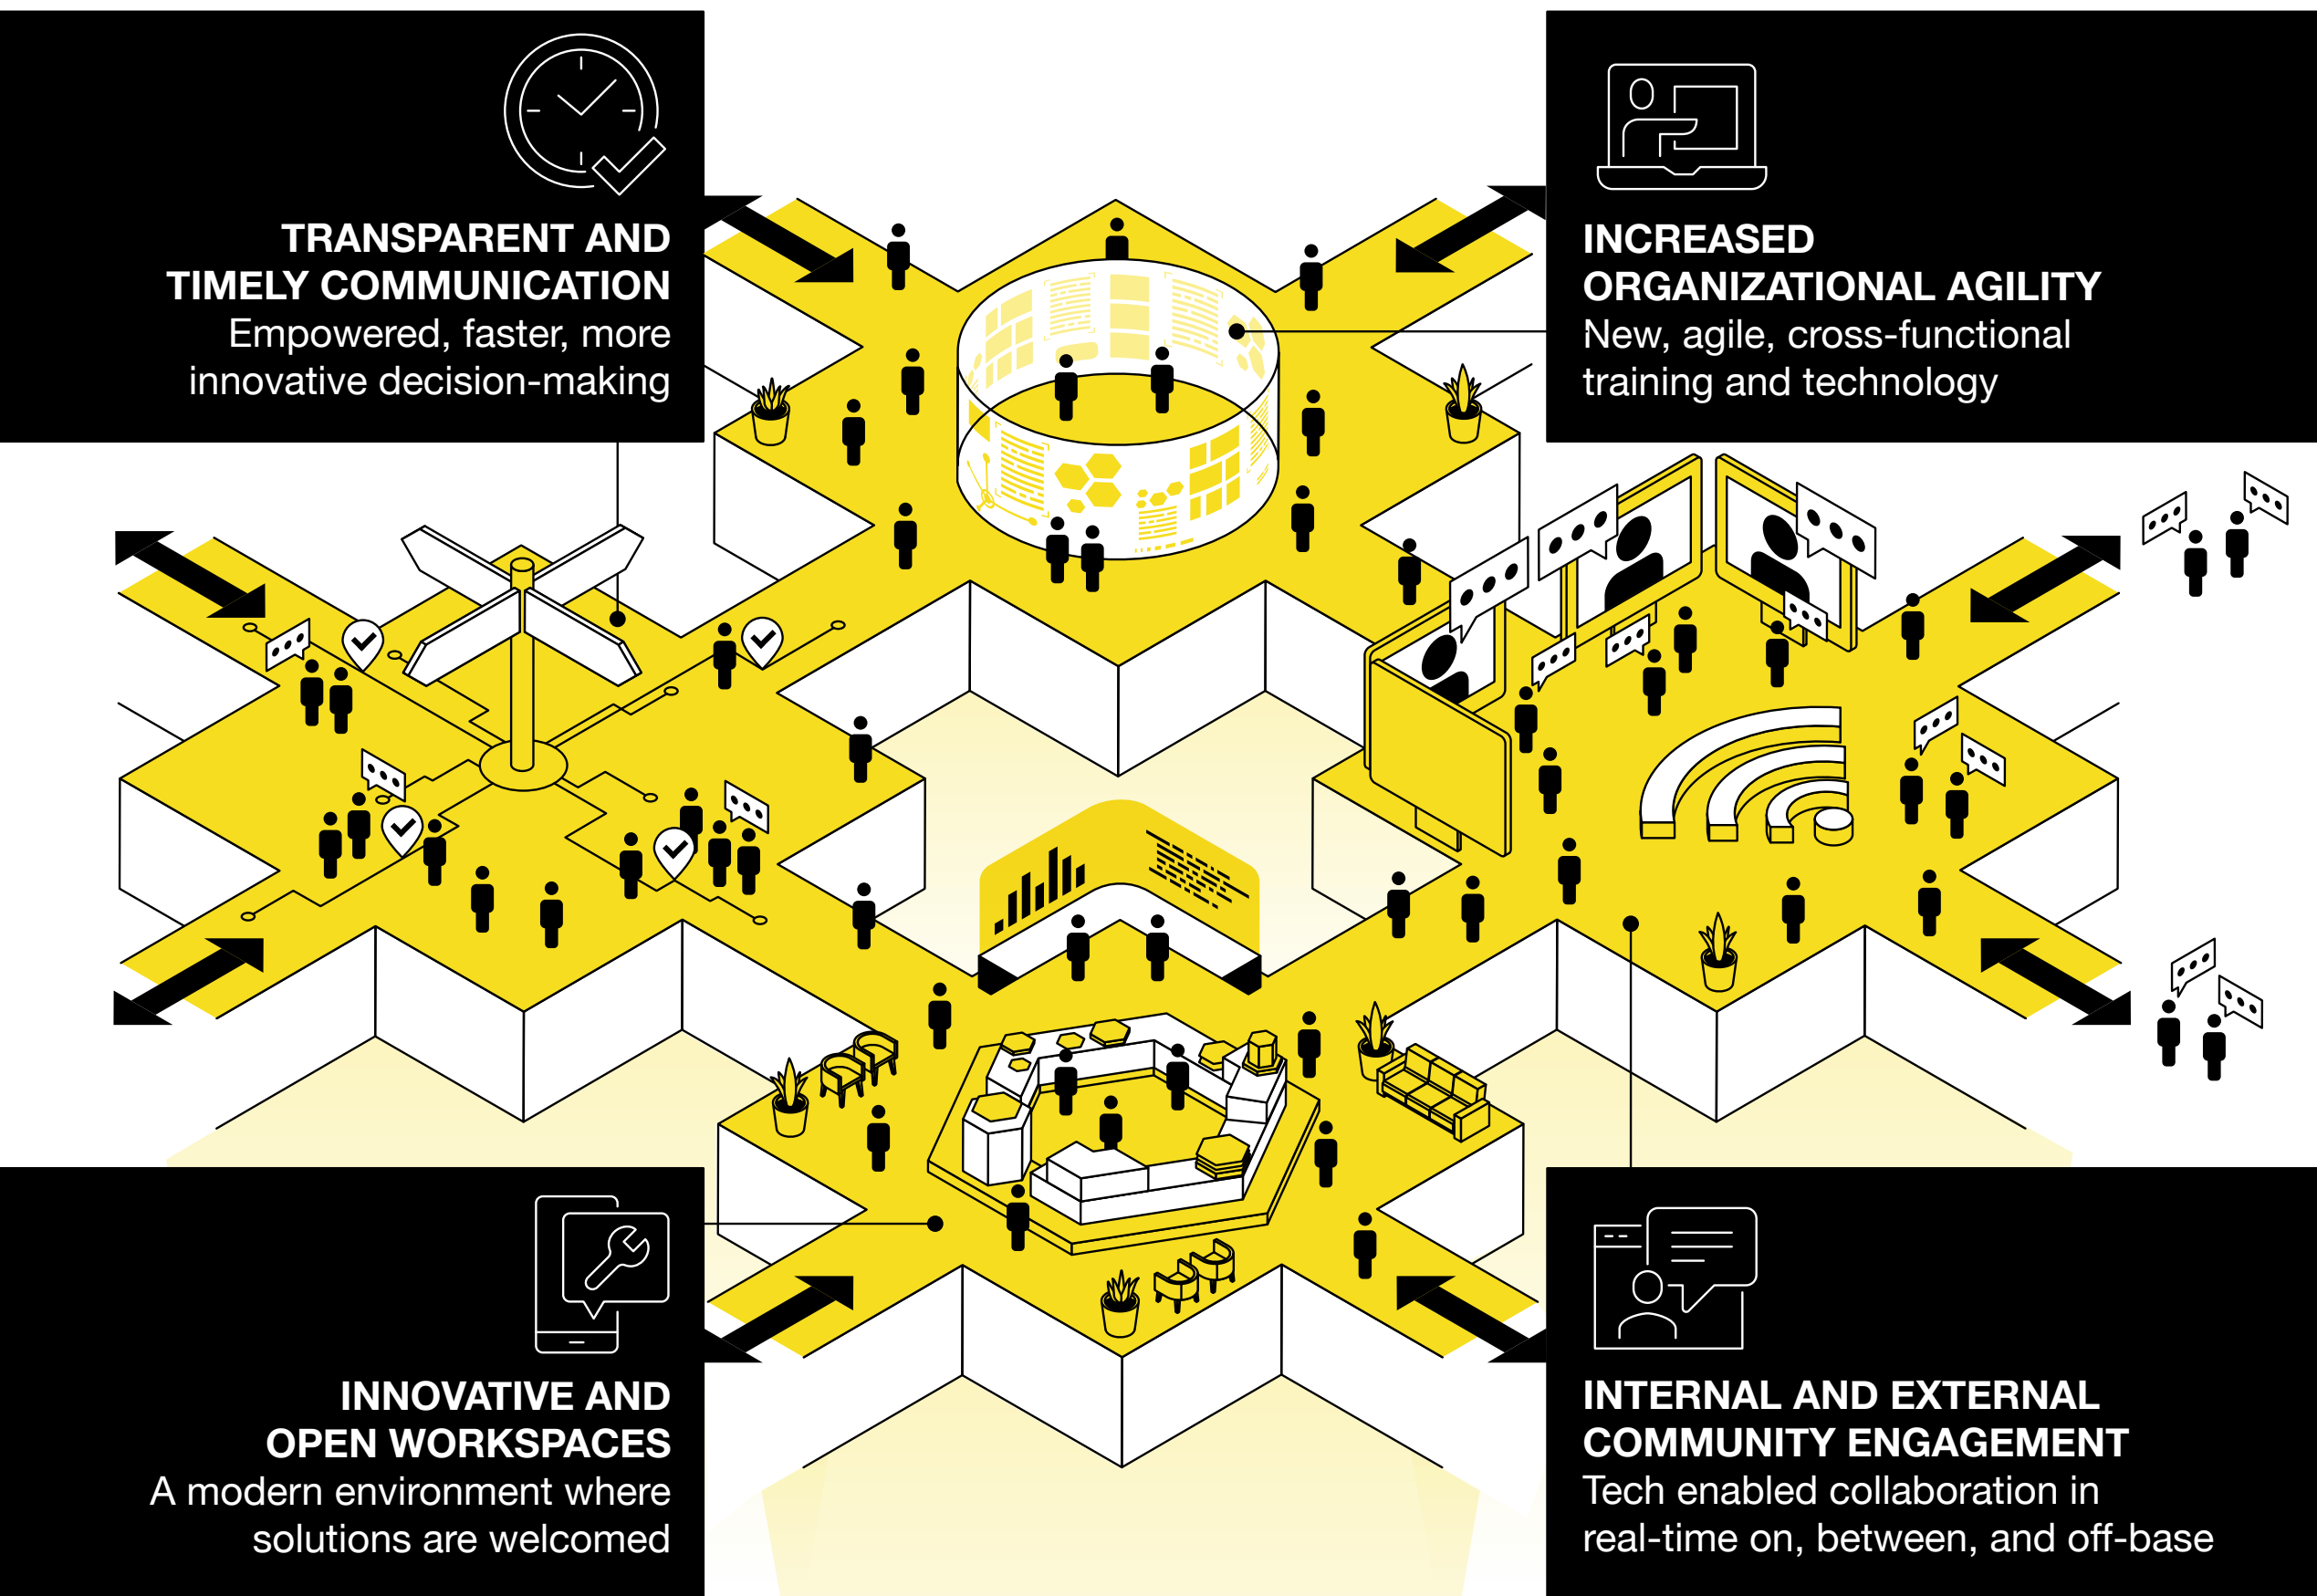 TRANSPARENT AND
TIMELY COMMUNICATION
Empowered, faster, more
innovative decision-making
INCREASED
ORGANIZATIONAL AGILITY
New, agile, cross-functional
training and technology
INNOVATIVE AND
OPEN WORKSPACES
A modern environment where
solutions are welcomed
INTERNAL AND EXTERNAL
COMMUNITY ENGAGEMENT
Tech enabled collaboration in
real-time on, between, and off-base